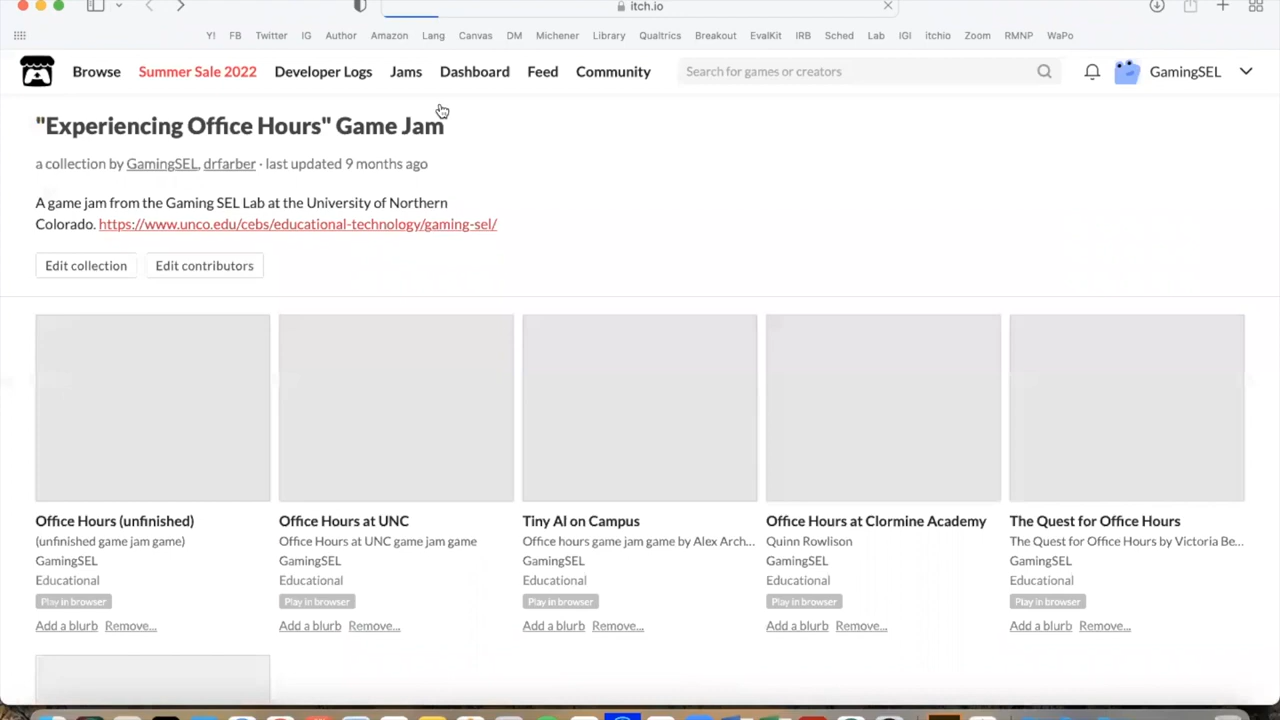 itch.io
Y! FB Twitter IG Author Amazon Lang Canvas DM Michener Library Qualtrics Breakout EvalKit IRB Sched Lab IGI itchio Zoom RMNP WaPo
Browse Summer Sale 2022 Developer Logs Jams Dashboard Feed Community Search for games or creators GamingSEL
"Experiencing Office Hours" Game Jam
a collection by GamingSEL, drfarber · last updated 9 months ago
A game jam from the Gaming SEL Lab at the University of Northern
Colorado. https://www.unco.edu/cebs/educational-technology/gaming-sel/
Edit collection Edit contributors
Office Hours (unfinished) Office Hours at UNC Tiny AI on Campus Office Hours at Clormine Academy The Quest for Office Hours
(unfinished game jam game) Office Hours at UNC game jam game Office hours game jam game by Alex Arch... Quinn Rowlison The Quest for Office Hours by Victoria Be...
GamingSEL GamingSEL GamingSEL GamingSEL GamingSEL
Educational Educational Educational Educational Educational
Play in browser Play in browser Play in browser Play in browser Play in browser
Add a blurb Remove... Add a blurb Remove... Add a blurb Remove... Add a blurb Remove... Add a blurb Remove...